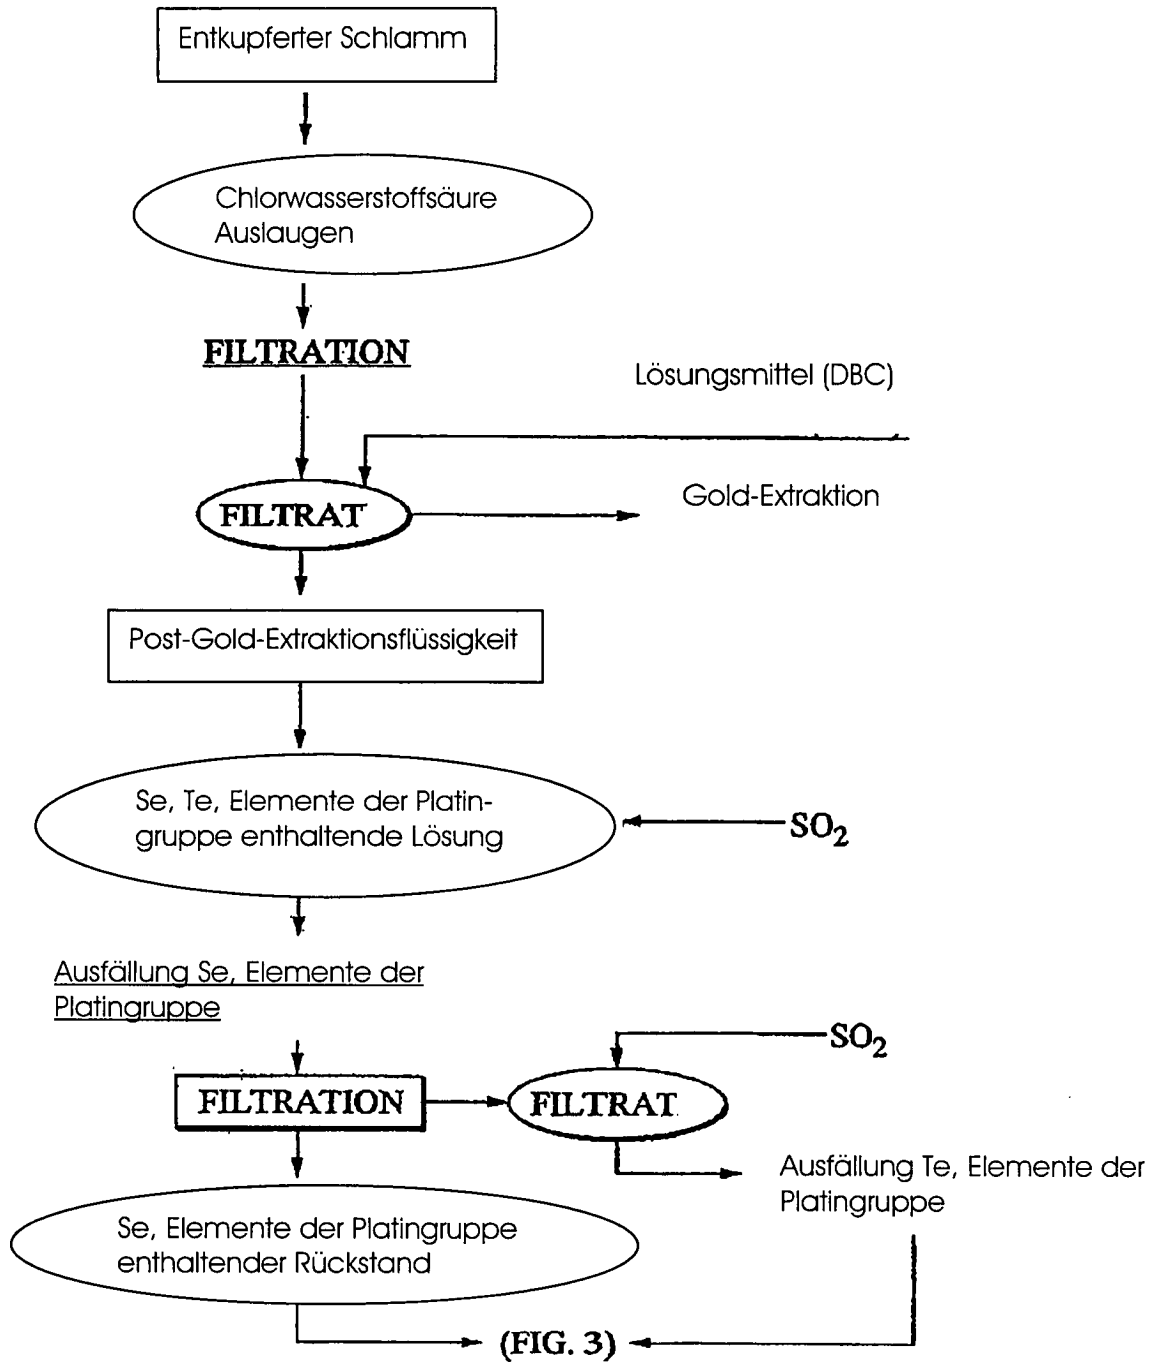 Entkupferter Schlamm
Chlorwasserstoffsäure
Auslaugen
FILTRATION
Lösungsmittel (DBC)
FILTRAT
Gold-Extraktion
Post-Gold-Extraktionsflüssigkeit
Se, Te, Elemente der Platin-
gruppe enthaltende Lösung
SO2
Ausfällung Se, Elemente der
Platingruppe
SO2
FILTRATION
FILTRAT
Ausfällung Te, Elemente der
Platingruppe
Se, Elemente der Platingruppe
enthaltender Rückstand
(FIG. 3)